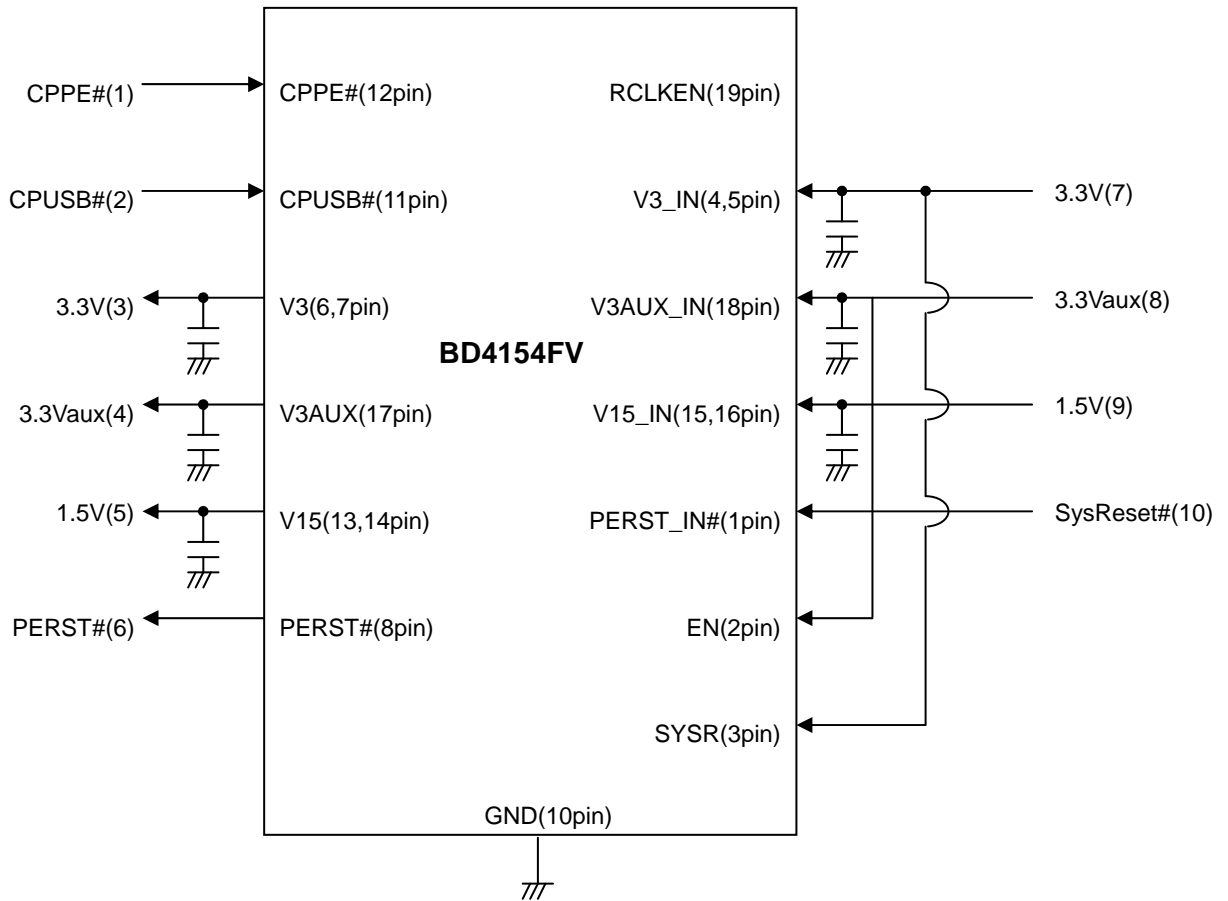 CPPE#(1)
CPPE#(12pin)
RCLKEN(19pin)
CPUSB#(2)
CPUSB#(11pin)
V3_IN(4,5pin)
3.3V(7)
3.3V(3)
V3(6,7pin)
V3AUX_IN(18pin)
3.3Vaux(8)
BD4154FV
3.3Vaux(4)
V3AUX(17pin)
V15_IN(15,16pin)
1.5V(9)
1.5V(5)
V15(13,14pin)
PERST_IN#(1pin)
SysReset#(10)
PERST#(6)
PERST#(8pin)
EN(2pin)
SYSR(3pin)
GND(10pin)